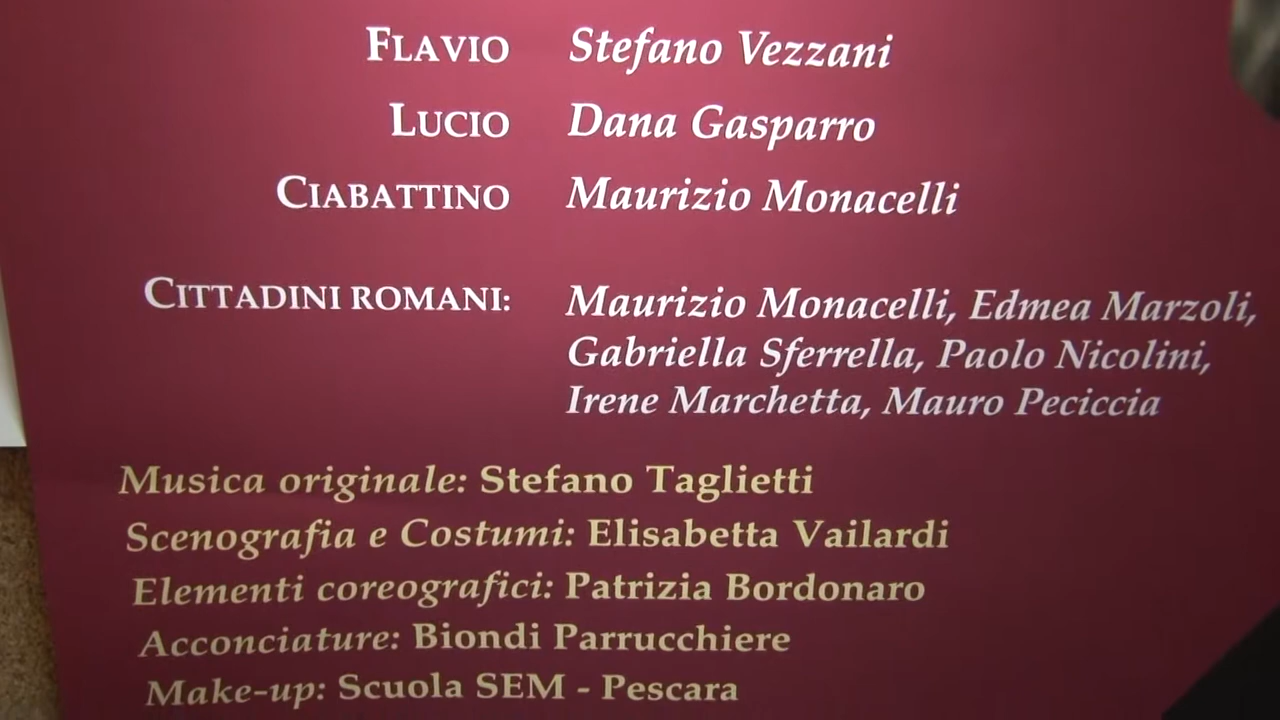 FLAVIO Stefano Vezzani
LUCIO Dana Gasparro
CIABATTINO Maurizio Monacelli
CITTADINI ROMANI: Maurizio Monacelli, Edmea Marzoli,
Gabriella Sferrella, Paolo Nicolini,
Irene Marchetta, Mauro Peciccia
Musica originale: Stefano Taglietti
Scenografia e Costumi: Elisabetta Vailardi
Elementi coreografici: Patrizia Bordonaro
Acconciature: Biondi Parrucchiere
Make-up: Scuola SEM - Pescara